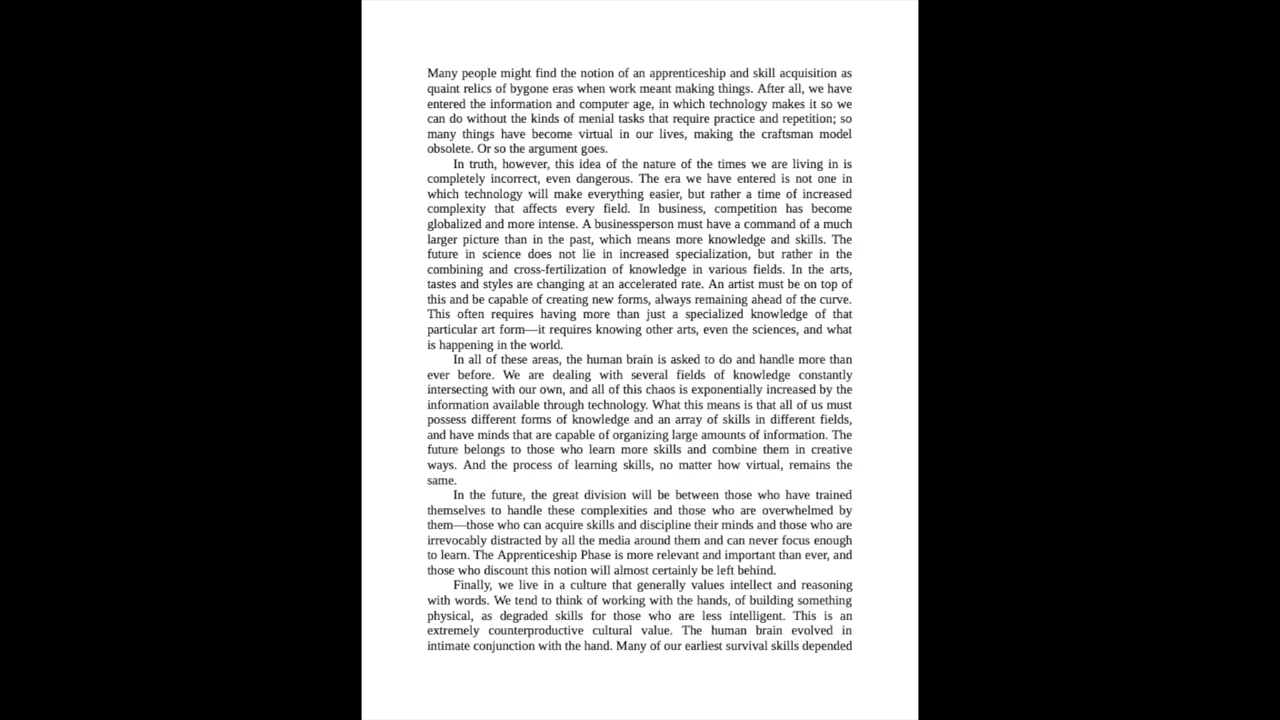 Many people might find the notion of an apprenticeship and skill acquisition as
quaint relics of bygone eras when work meant making things. After all, we have
entered the information and computer age, in which technology makes it so we
can do without the kinds of menial tasks that require practice and repetition; so
many things have become virtual in our lives, making the craftsman model
obsolete. Or so the argument goes.
In truth, however, this idea of the nature of the times we are living in is
completely incorrect, even dangerous. The era we have entered is not one in
which technology will make everything easier, but rather a time of increased
complexity that affects every field. In business, competition has become
globalized and more intense. A businessperson must have a command of a much
larger picture than in the past, which means more knowledge and skills. The
future in science does not lie in increased specialization, but rather in the
combining and cross-fertilization of knowledge in various fields. In the arts,
tastes and styles are changing at an accelerated rate. An artist must be on top of
this and be capable of creating new forms, always remaining ahead of the curve.
This often requires having more than just a specialized knowledge of that
particular art form—it requires knowing other arts, even the sciences, and what
is happening in the world.
In all of these areas, the human brain is asked to do and handle more than
ever before. We are dealing with several fields of knowledge constantly
intersecting with our own, and all of this chaos is exponentially increased by the
information available through technology. What this means is that all of us must
possess different forms of knowledge and an array of skills in different fields,
and have minds that are capable of organizing large amounts of information. The
future belongs to those who learn more skills and combine them in creative
ways. And the process of learning skills, no matter how virtual, remains the
same.
In the future, the great division will be between those who have trained
themselves to handle these complexities and those who are overwhelmed by
them—those who can acquire skills and discipline their minds and those who are
irrevocably distracted by all the media around them and can never focus enough
to learn. The Apprenticeship Phase is more relevant and important than ever, and
those who discount this notion will almost certainly be left behind.
Finally, we live in a culture that generally values intellect and reasoning
with words. We tend to think of working with the hands, of building something
physical, as degraded skills for those who are less intelligent. This is an
extremely counterproductive cultural value. The human brain evolved in
intimate conjunction with the hand. Many of our earliest survival skills depended